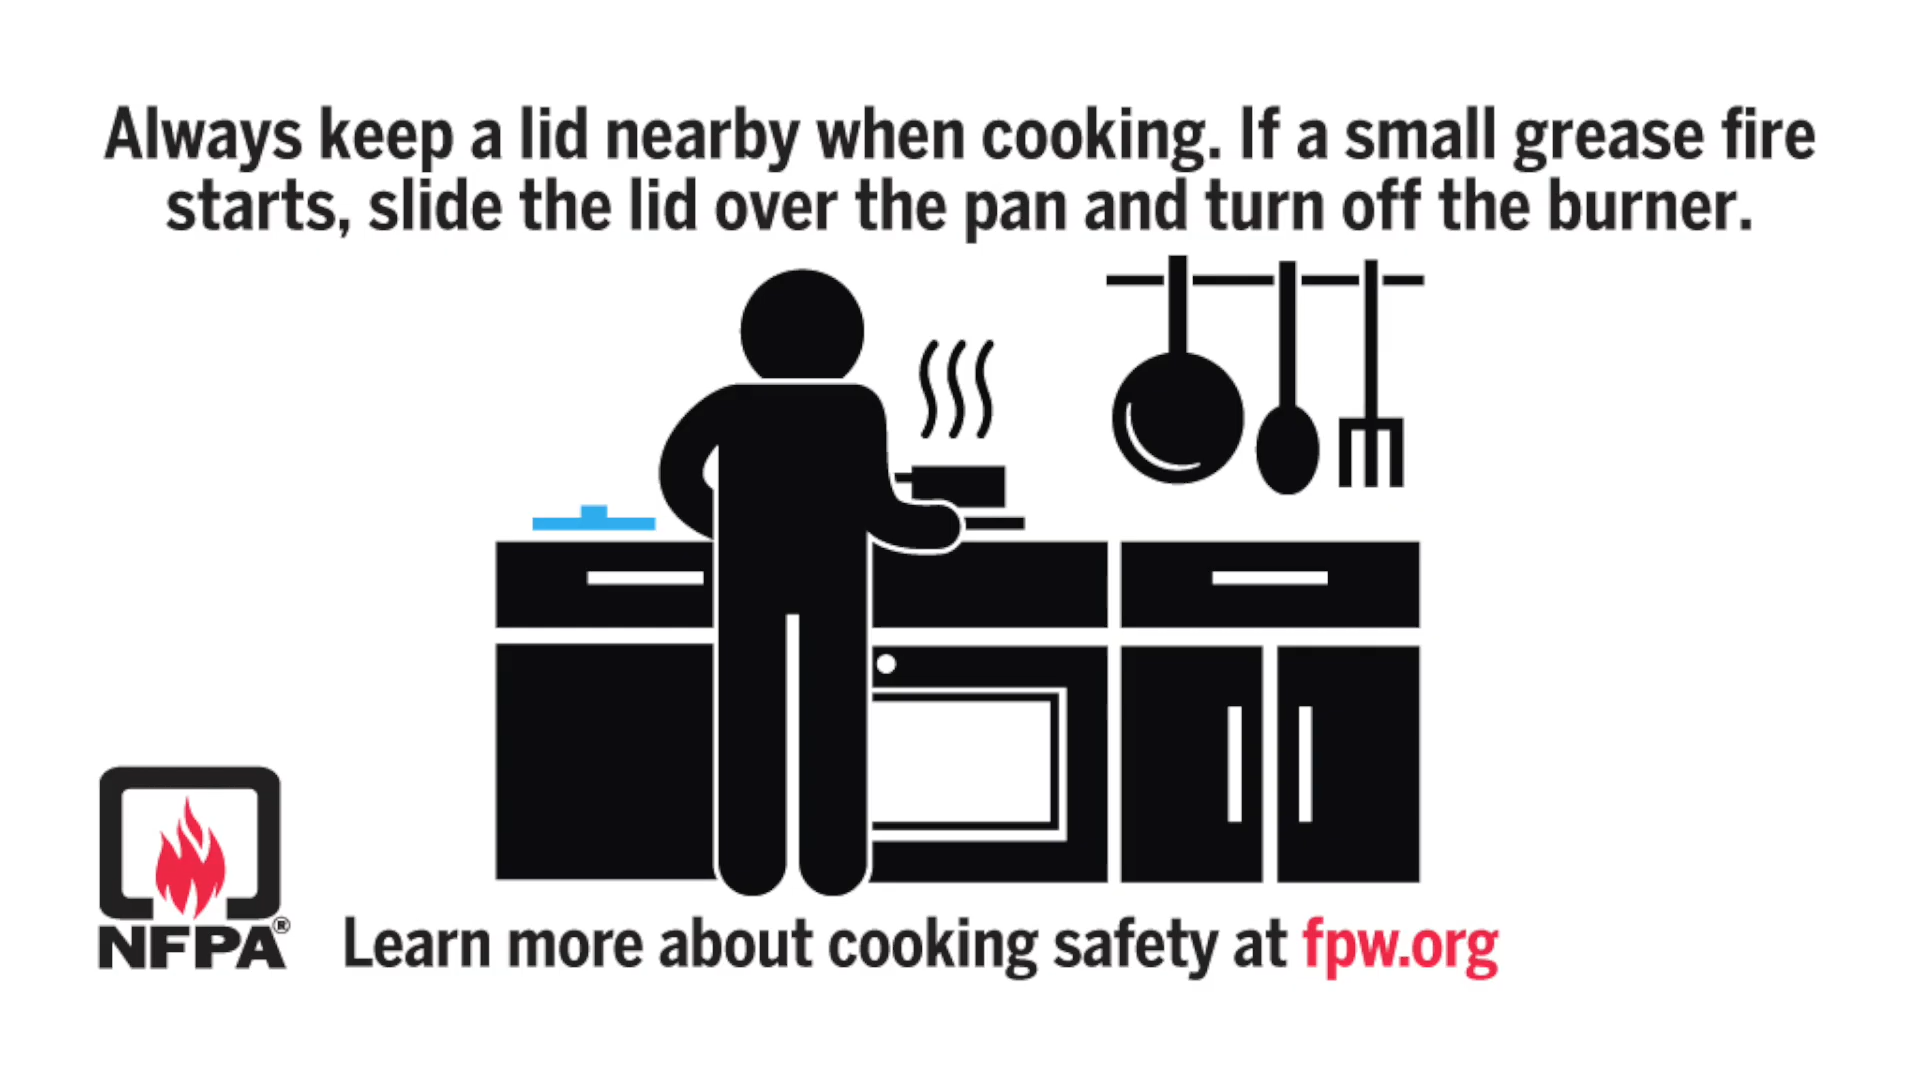 Always keep a lid nearby when cooking. If a small grease fire
starts, slide the lid over the pan and turn off the burner.
NFPA®
Learn more about cooking safety at fpw.org